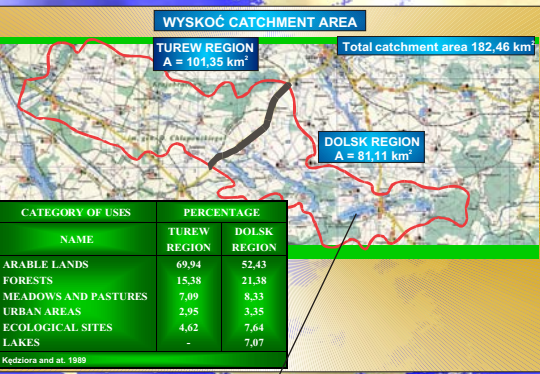 WYSKOĆ CATCHMENT AREA
TUREW REGION
A = 101,35 km²
Total catchment area 182,46 km²
DOLSK REGION
A = 81,11 km²
CATEGORY OF USES PERCENTAGE
NAME TUREW REGION DOLSK REGION
ARABLE LANDS 69,94 52,43
FORESTS 15,38 21,38
MEADOWS AND PASTURES 7,09 8,33
URBAN AREAS 2,95 3,35
ECOLOGICAL SITES 4,62 7,64
LAKES - 7,07
Kędziora and at. 1989